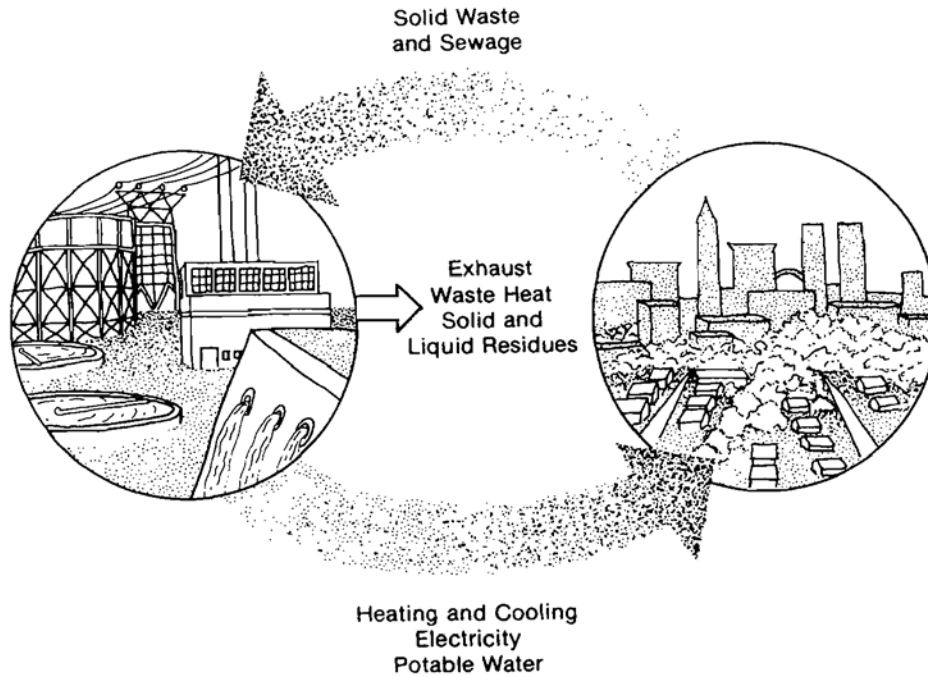 Solid Waste
and Sewage
Exhaust
Waste Heat
Solid and
Liquid Residues
Heating and Cooling
Electricity
Potable Water